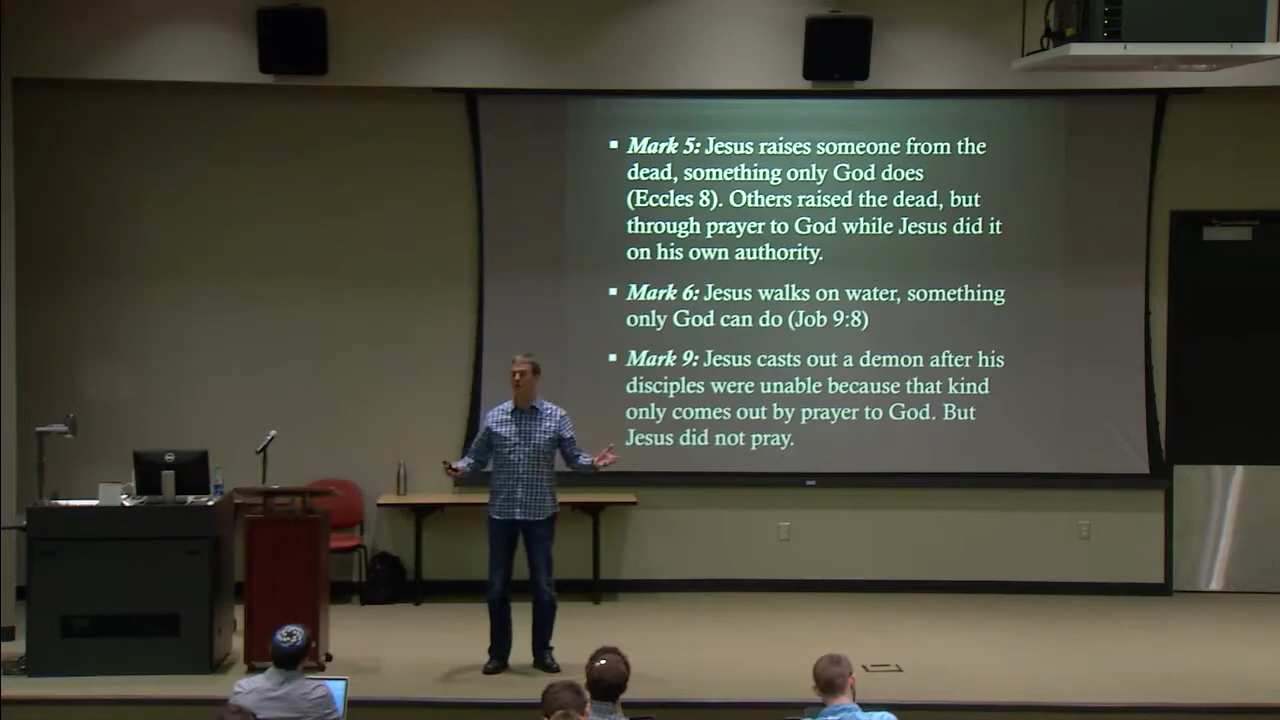 ▪ Mark 5: Jesus raises someone from the
dead, something only God does
(Eccles 8). Others raised the dead, but
through prayer to God while Jesus did it
on his own authority.
▪ Mark 6: Jesus walks on water, something
only God can do (Job 9:8)
▪ Mark 9: Jesus casts out a demon after his
disciples were unable because that kind
only comes out by prayer to God. But
Jesus did not pray.
DELL